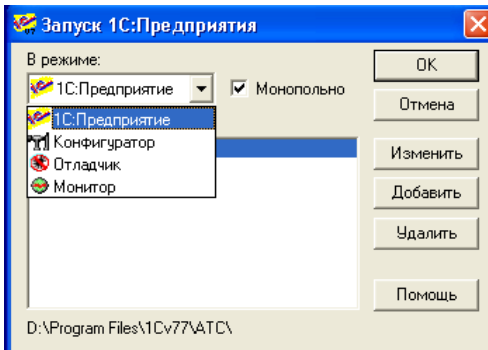 Запуск 1С:Предприятия
В режиме:
1С:Предприятие
Монопольно
1С:Предприятие
Конфигуратор
Отладчик
Монитор
OK
Отмена
Изменить
Добавить
Удалить
Помощь
D:\Program Files\1Cv77\ATC\